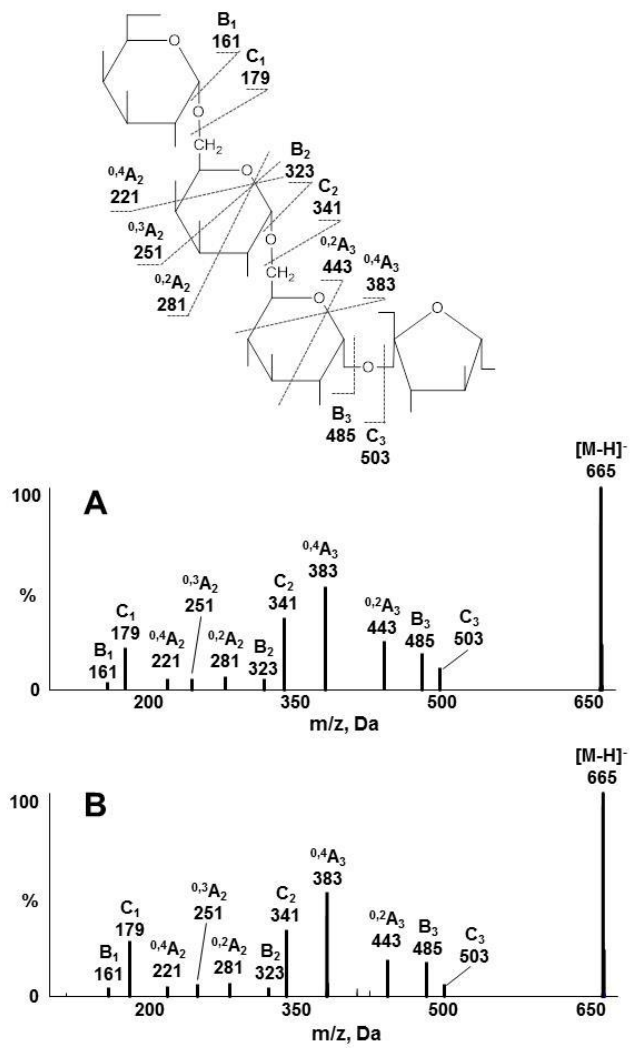 B₁
161
C₁
179
O
O
CH₂
⁰,⁴A₂
221
B₂
323
O
C₂
341
⁰,³A₂
251
O
⁰,²A₃
443
⁰,⁴A₃
383
⁰,²A₂
281
CH₂
O
O
O
B₃
485
C₃
503
[M-H]⁻
665
100
A
⁰,⁴A₃
383
⁰,³A₂
251
%
C₁
179
C₂
341
⁰,²A₃
443
B₃
485
C₃
503
B₁
161
⁰,⁴A₂
221
⁰,²A₂
281
B₂
323
0
200
350
500
650
m/z, Da
[M-H]⁻
665
100
B
⁰,⁴A₃
383
⁰,³A₂
251
%
C₁
179
C₂
341
⁰,²A₃
443
B₃
485
C₃
503
B₁
161
⁰,⁴A₂
221
⁰,²A₂
281
B₂
323
0
200
350
500
650
m/z, Da